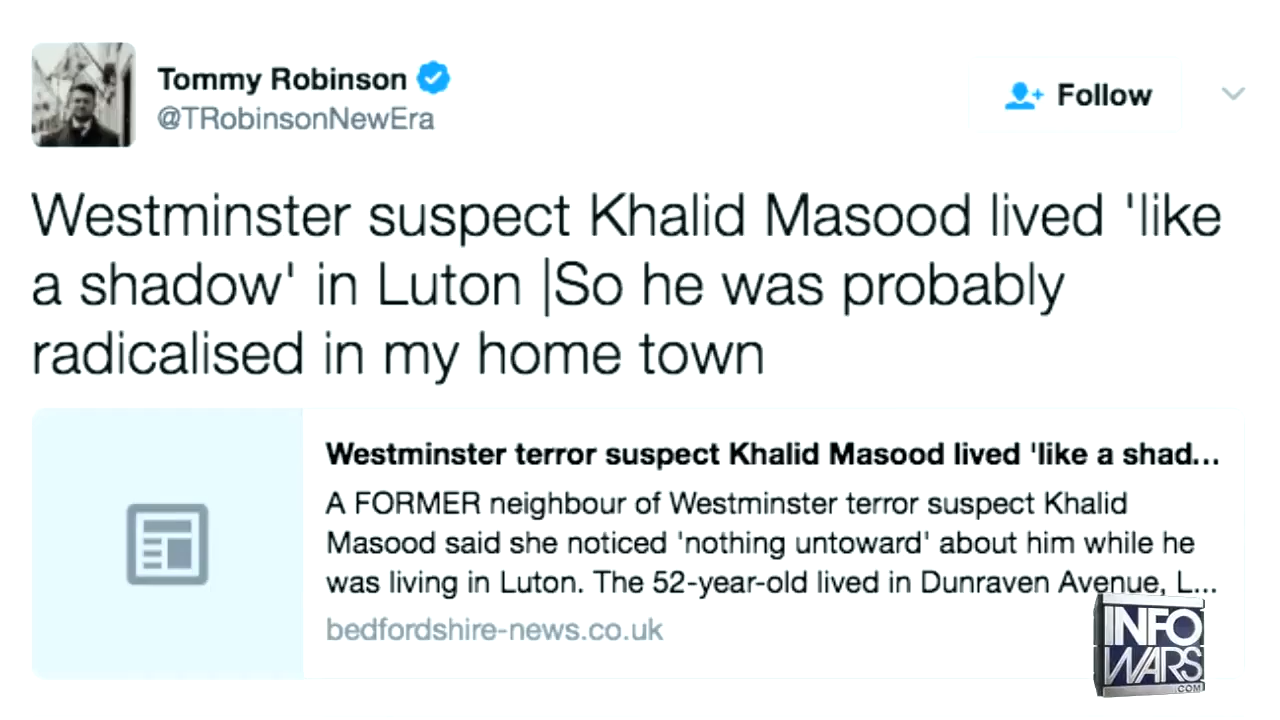 Tommy Robinson
@TRobinsonNewEra
Follow
Westminster suspect Khalid Masood lived 'like
a shadow' in Luton |So he was probably
radicalised in my home town
Westminster terror suspect Khalid Masood lived 'like a shad...
A FORMER neighbour of Westminster terror suspect Khalid
Masood said she noticed 'nothing untoward' about him while he
was living in Luton. The 52-year-old lived in Dunraven Avenue, L...
bedfordshire-news.co.uk
INFO
WARS
.COM